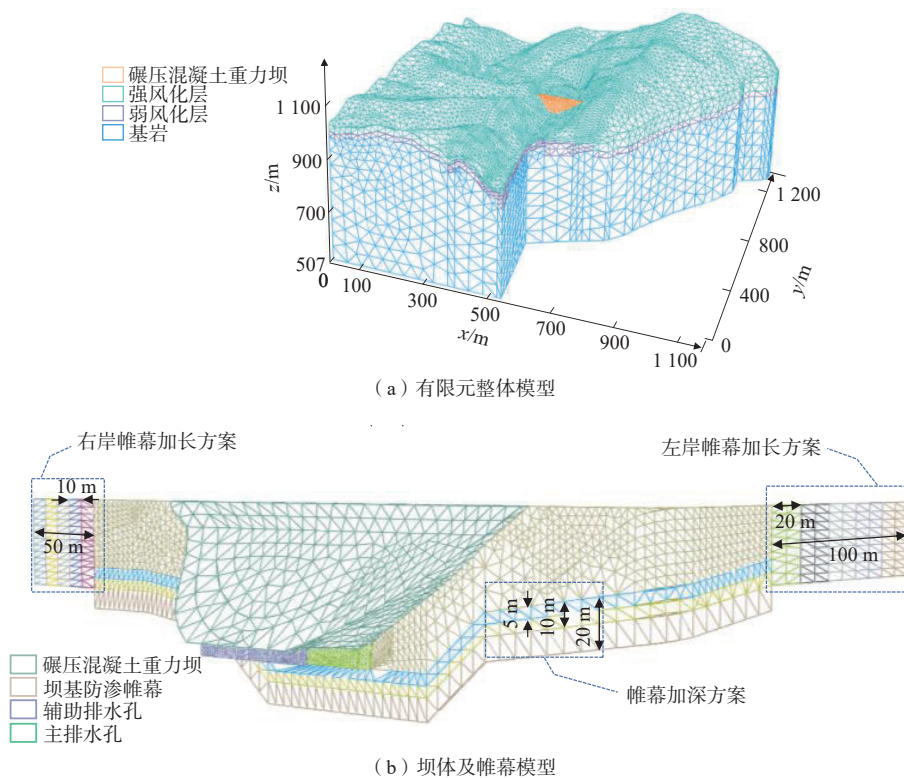 碾压混凝土重力坝
强风化层
弱风化层
基岩
z/m
1 100
900
700
507
0
0 100 300 500 700 900 1 100
x/m
0 400 800 1 200
y/m
(a)有限元整体模型
右岸帷幕加长方案
左岸帷幕加长方案
10 m
50 m
20 m
100 m
5 m
10 m
20 m
碾压混凝土重力坝
坝基防渗帷幕
辅助排水孔
主排水孔
帷幕加深方案
(b)坝体及帷幕模型